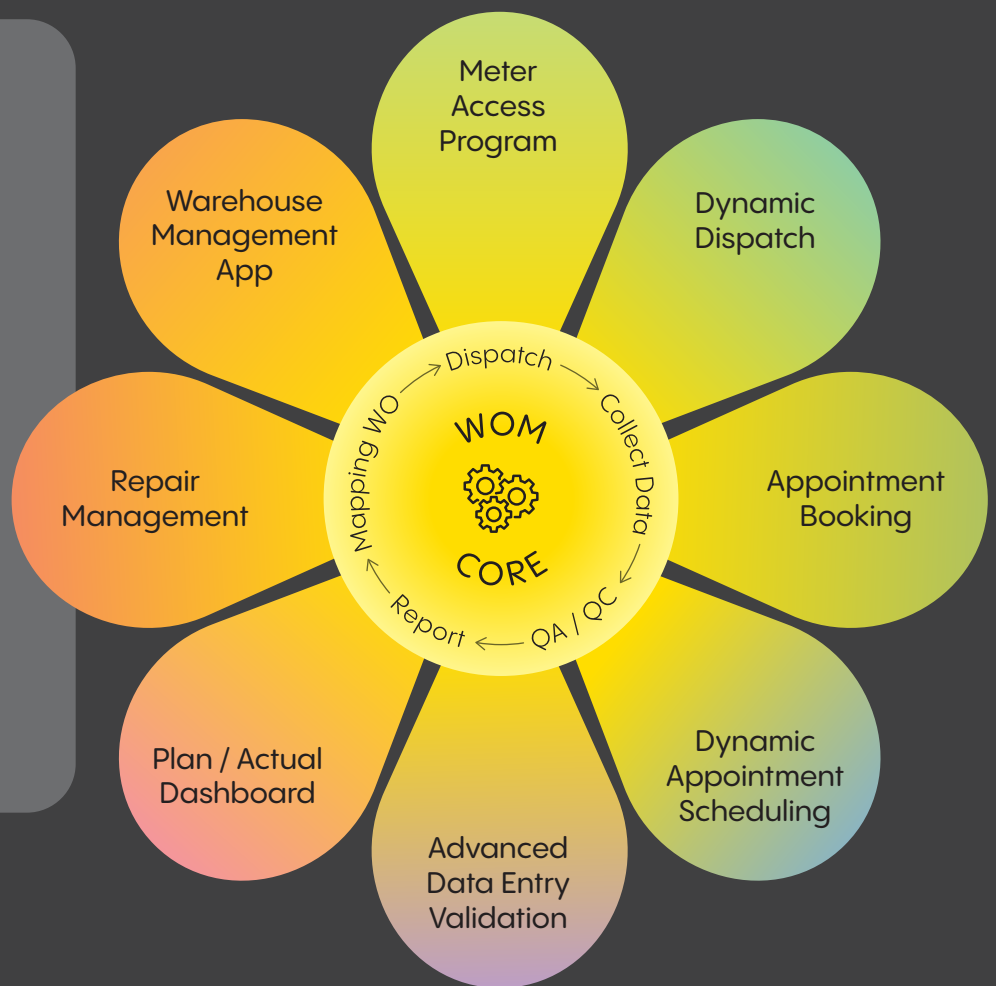 Meter
Access
Program
Dynamic
Dispatch
Appointment
Booking
Dynamic
Appointment
Scheduling
Advanced
Data Entry
Validation
Plan / Actual
Dashboard
Repair
Management
Warehouse
Management
App
Dispatch
Collect Data
QA / QC
Report
Mapping WO
WOM
CORE